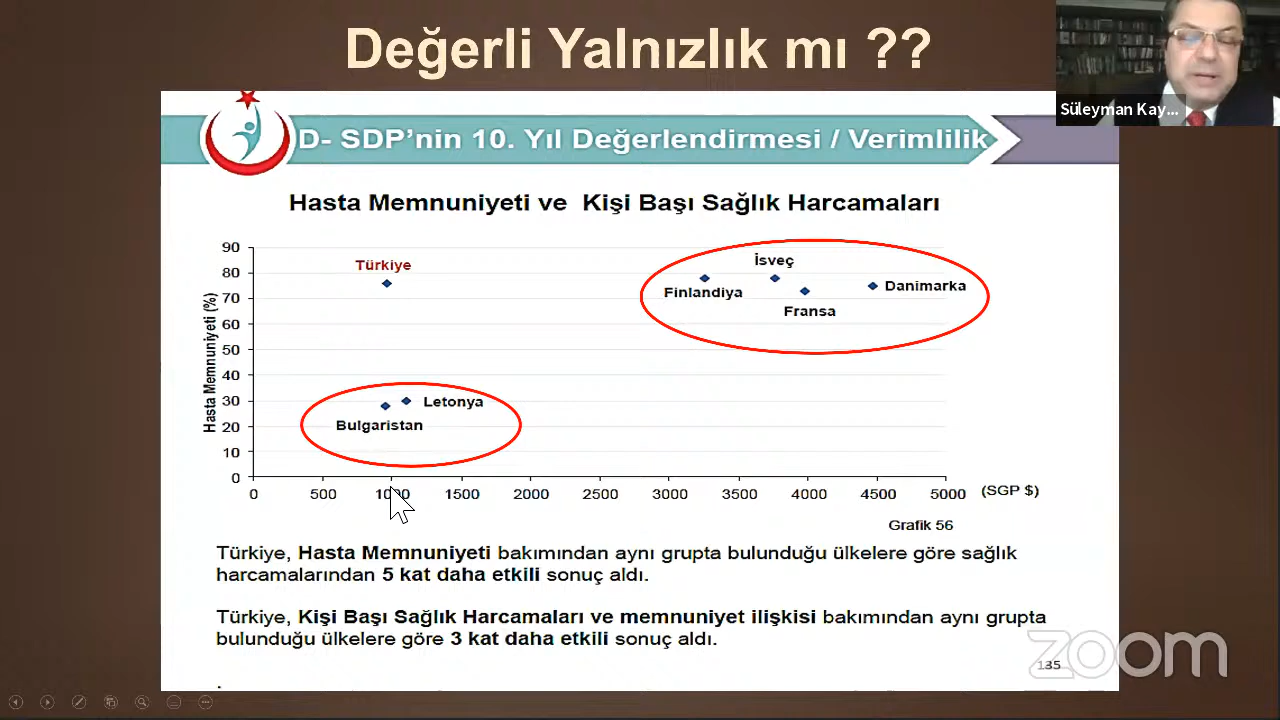 Değerli Yalnızlık mı ??
Süleyman Kay...
D- SDP’nin 10. Yıl Değerlendirmesi / Verimlilik
Hasta Memnuniyeti ve Kişi Başı Sağlık Harcamaları
Hasta Memnuniyeti (%)
90
80
70
60
50
40
30
20
10
0
Türkiye
İsveç
Finlandiya
Danimarka
Fransa
Letonya
Bulgaristan
0 500 1000 1500 2000 2500 3000 3500 4000 4500 5000 (SGP $)
Grafik 56
Türkiye, Hasta Memnuniyeti bakımından aynı grupta bulunduğu ülkelere göre sağlık
harcamalarından 5 kat daha etkili sonuç aldı.
Türkiye, Kişi Başı Sağlık Harcamaları ve memnuniyet ilişkisi bakımından aynı grupta
bulunduğu ülkelere göre 3 kat daha etkili sonuç aldı.
.
135
zoom